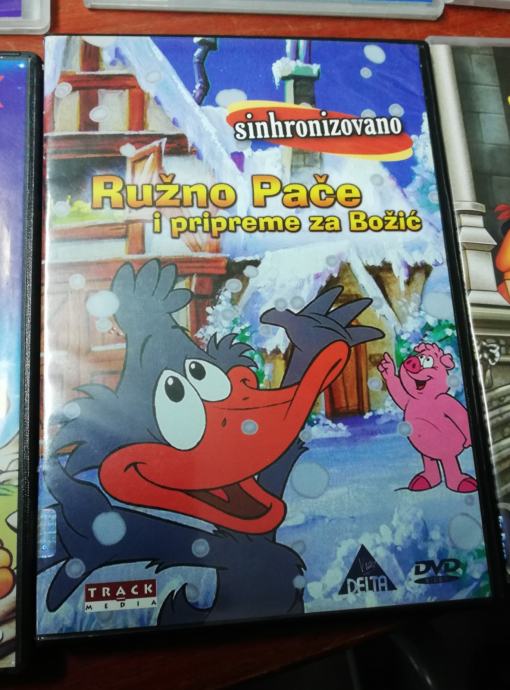 sinhronizovano
Ružno Pače
i pripreme za Božić
TRACK
MEDIA
DELTA
DVD